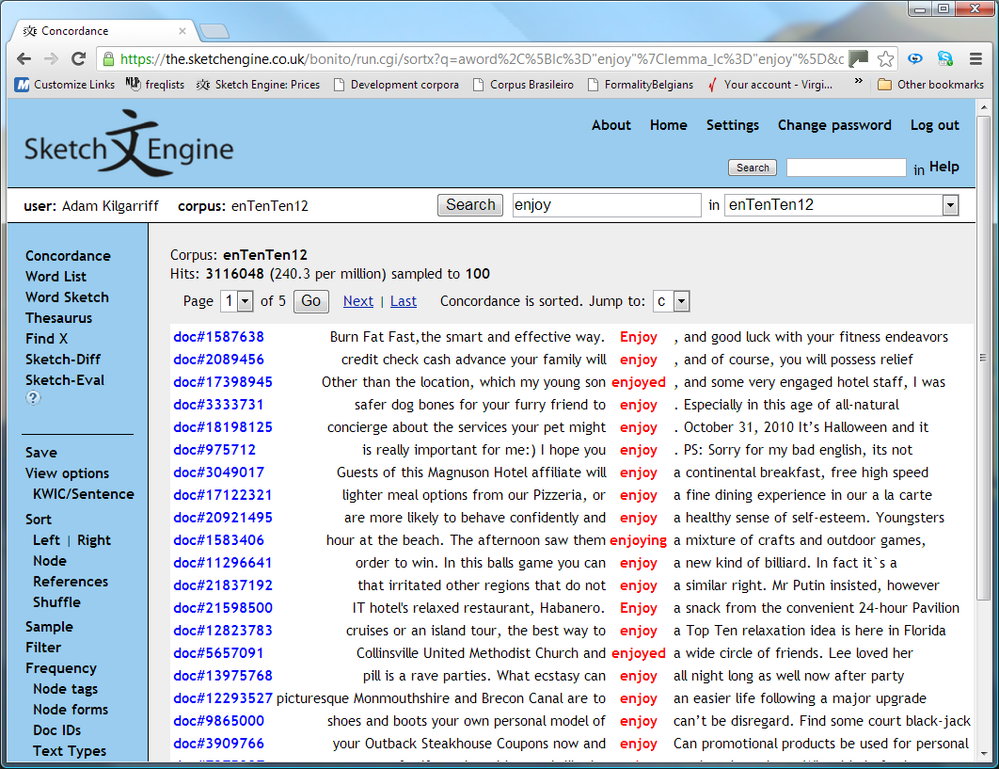 Concordance
https://the.sketchengine.co.uk/bonito/run.cgi/sortx?q=aword%2C%5Blc%3D"enjoy"%7Clemma_lc%3D"enjoy"%5D&c
Customize Links freqlists Sketch Engine: Prices Development corpora Corpus Brasileiro FormalityBelgians Your account - Virgi... » Other bookmarks
Sketch 文 Engine
About Home Settings Change password Log out
Search in Help
user: Adam Kilgarriff corpus: enTenTen12 Search enjoy in enTenTen12
Concordance
Word List
Word Sketch
Thesaurus
Find X
Sketch-Diff
Sketch-Eval
?
Save
View options
KWIC/Sentence
Sort
Left | Right
Node
References
Shuffle
Sample
Filter
Frequency
Node tags
Node forms
Doc IDs
Text Types
Corpus: enTenTen12
Hits: 3116048 (240.3 per million) sampled to 100
Page 1 of 5 Go Next | Last Concordance is sorted. Jump to: c
doc#1587638 Burn Fat Fast,the smart and effective way. Enjoy , and good luck with your fitness endeavors
doc#2089456 credit check cash advance your family will enjoy , and of course, you will possess relief
doc#17398945 Other than the location, which my young son enjoyed , and some very engaged hotel staff, I was
doc#3333731 safer dog bones for your furry friend to enjoy . Especially in this age of all-natural
doc#18198125 concierge about the services your pet might enjoy . October 31, 2010 It's Halloween and it
doc#975712 is really important for me:) I hope you enjoy . PS: Sorry for my bad english, its not
doc#3049017 Guests of this Magnuson Hotel affiliate will enjoy a continental breakfast, free high speed
doc#17122321 lighter meal options from our Pizzeria, or enjoy a fine dining experience in our a la carte
doc#20921495 are more likely to behave confidently and enjoy a healthy sense of self-esteem. Youngsters
doc#1583406 hour at the beach. The afternoon saw them enjoying a mixture of crafts and outdoor games,
doc#11296641 order to win. In this balls game you can enjoy a new kind of billiard. In fact it`s a
doc#21837192 that irritated other regions that do not enjoy a similar right. Mr Putin insisted, however
doc#21598500 IT hotel's relaxed restaurant, Habanero. Enjoy a snack from the convenient 24-hour Pavilion
doc#12823783 cruises or an island tour, the best way to enjoy a Top Ten relaxation idea is here in Florida
doc#5657091 Collinsville United Methodist Church and enjoyed a wide circle of friends. Lee loved her
doc#13975768 pill is a rave parties. What ecstasy can enjoy all night long as well now after party
doc#12293527 picturesque Monmouthshire and Brecon Canal are to enjoy an easier life following a major upgrade
doc#9865000 shoes and boots your own personal model of enjoy can't be disregard. Find some court black-jack
doc#3909766 your Outback Steakhouse Coupons now and enjoy Can promotional products be used for personal